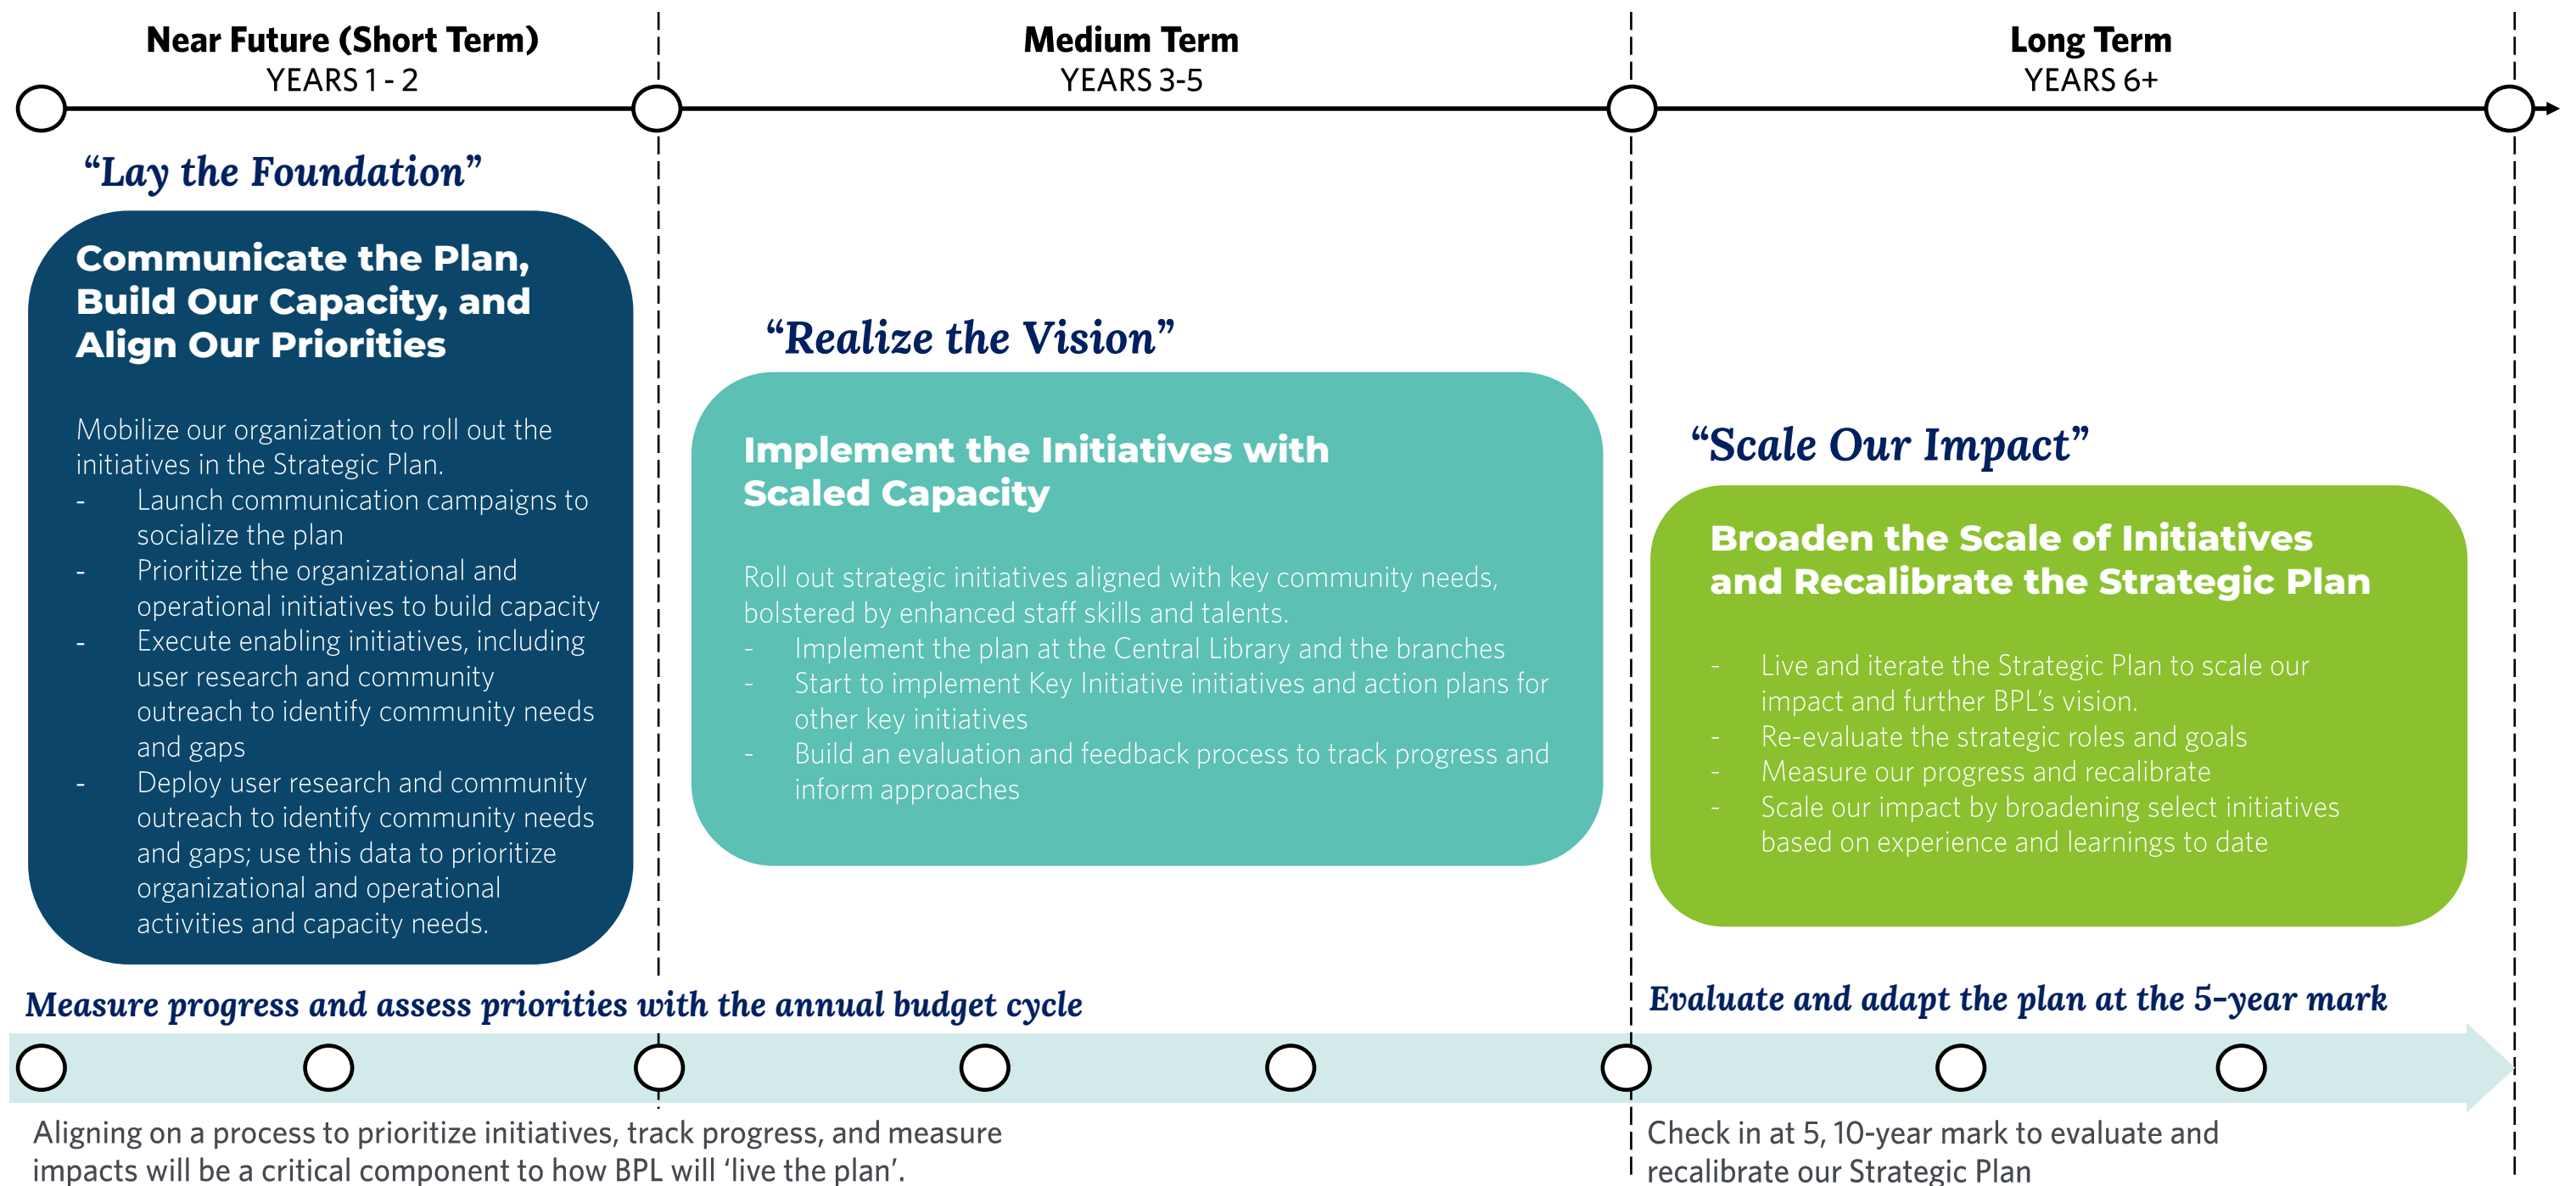 Near Future (Short Term)
YEARS 1 - 2
Medium Term
YEARS 3-5
Long Term
YEARS 6+
“Lay the Foundation”
Communicate the Plan,
Build Our Capacity, and
Align Our Priorities
Mobilize our organization to roll out the
initiatives in the Strategic Plan.
- Launch communication campaigns to
socialize the plan
- Prioritize the organizational and
operational initiatives to build capacity
- Execute enabling initiatives, including
user research and community
outreach to identify community needs
and gaps
- Deploy user research and community
outreach to identify community needs
and gaps; use this data to prioritize
organizational and operational
activities and capacity needs.
“Realize the Vision”
Implement the Initiatives with
Scaled Capacity
Roll out strategic initiatives aligned with key community needs,
bolstered by enhanced staff skills and talents.
- Implement the plan at the Central Library and the branches
- Start to implement Key Initiative initiatives and action plans for
other key initiatives
- Build an evaluation and feedback process to track progress and
inform approaches
“Scale Our Impact”
Broaden the Scale of Initiatives
and Recalibrate the Strategic Plan
- Live and iterate the Strategic Plan to scale our
impact and further BPL’s vision.
- Re-evaluate the strategic roles and goals
- Measure our progress and recalibrate
- Scale our impact by broadening select initiatives
based on experience and learnings to date
Measure progress and assess priorities with the annual budget cycle
Evaluate and adapt the plan at the 5-year mark
Aligning on a process to prioritize initiatives, track progress, and measure
impacts will be a critical component to how BPL will ‘live the plan’.
Check in at 5, 10-year mark to evaluate and
recalibrate our Strategic Plan